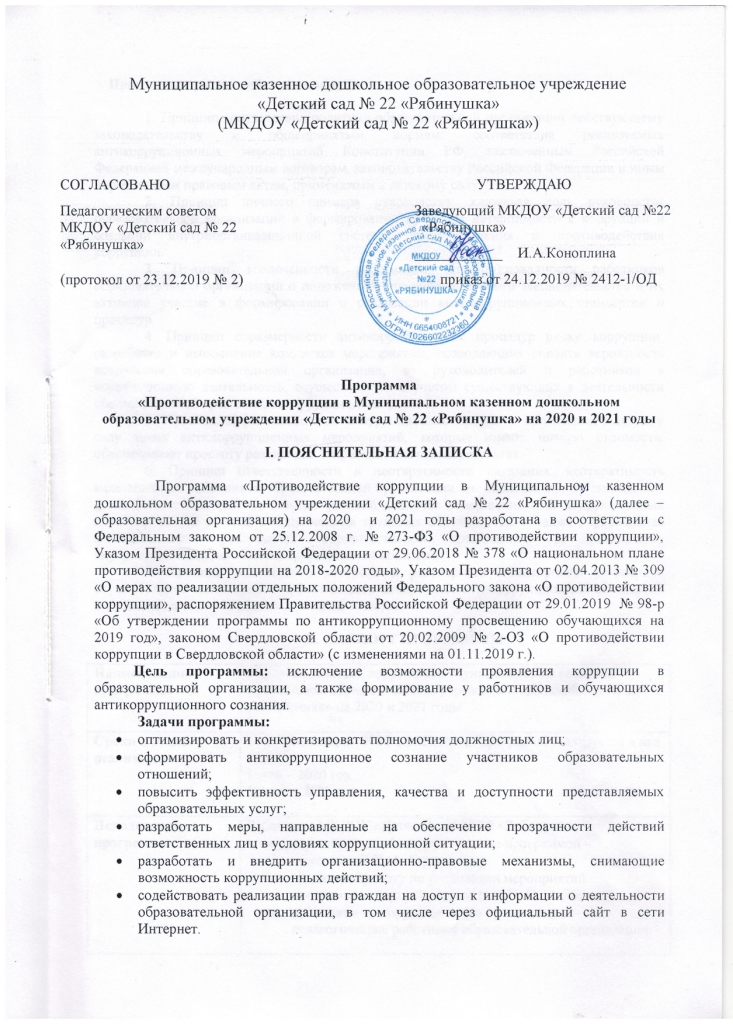 Муниципальное казенное дошкольное образовательное учреждение
«Детский сад № 22 «Рябинушка»
(МКДОУ «Детский сад № 22 «Рябинушка»)
СОГЛАСОВАНО
Педагогическим советом
МКДОУ «Детский сад № 22
«Рябинушка»
(протокол от 23.12.2019 № 2)
УТВЕРЖДАЮ
Заведующий МКДОУ «Детский сад №22
«Рябинушка»
И.А.Коноплина
приказ от 24.12.2019 № 2412-1/ОД
МКДОУ
«Детский сад
№22
«РЯБИНУШКА»
ИНН 6654008721
ОГРН 1026602232360
Программа
«Противодействие коррупции в Муниципальном казенном дошкольном
образовательном учреждении «Детский сад № 22 «Рябинушка» на 2020 и 2021 годы
I. ПОЯСНИТЕЛЬНАЯ ЗАПИСКА
Программа «Противодействие коррупции в Муниципальном казенном
дошкольном образовательном учреждении «Детский сад № 22 «Рябинушка» (далее –
образовательная организация) на 2020 и 2021 годы разработана в соответствии с
Федеральным законом от 25.12.2008 г. № 273-ФЗ «О противодействии коррупции»,
Указом Президента Российской Федерации от 29.06.2018 № 378 «О национальном плане
противодействия коррупции на 2018-2020 годы», Указом Президента от 02.04.2013 № 309
«О мерах по реализации отдельных положений Федерального закона «О противодействии
коррупции», распоряжением Правительства Российской Федерации от 29.01.2019 № 98-р
«Об утверждении программы по антикоррупционному просвещению обучающихся на
2019 год», законом Свердловской области от 20.02.2009 № 2-ОЗ «О противодействии
коррупции в Свердловской области» (с изменениями на 01.11.2019 г.).
Цель программы: исключение возможности проявления коррупции в
образовательной организации, а также формирование у работников и обучающихся
антикоррупционного сознания.
Задачи программы:
• оптимизировать и конкретизировать полномочия должностных лиц;
• сформировать антикоррупционное сознание участников образовательных
отношений;
• повысить эффективность управления, качества и доступности представляемых
образовательных услуг;
• разработать меры, направленные на обеспечение прозрачности действий
ответственных лиц в условиях коррупционной ситуации;
• разработать и внедрить организационно-правовые механизмы, снимающие
возможность коррупционных действий;
• содействовать реализации прав граждан на доступ к информации о деятельности
образовательной организации, в том числе через официальный сайт в сети
Интернет.